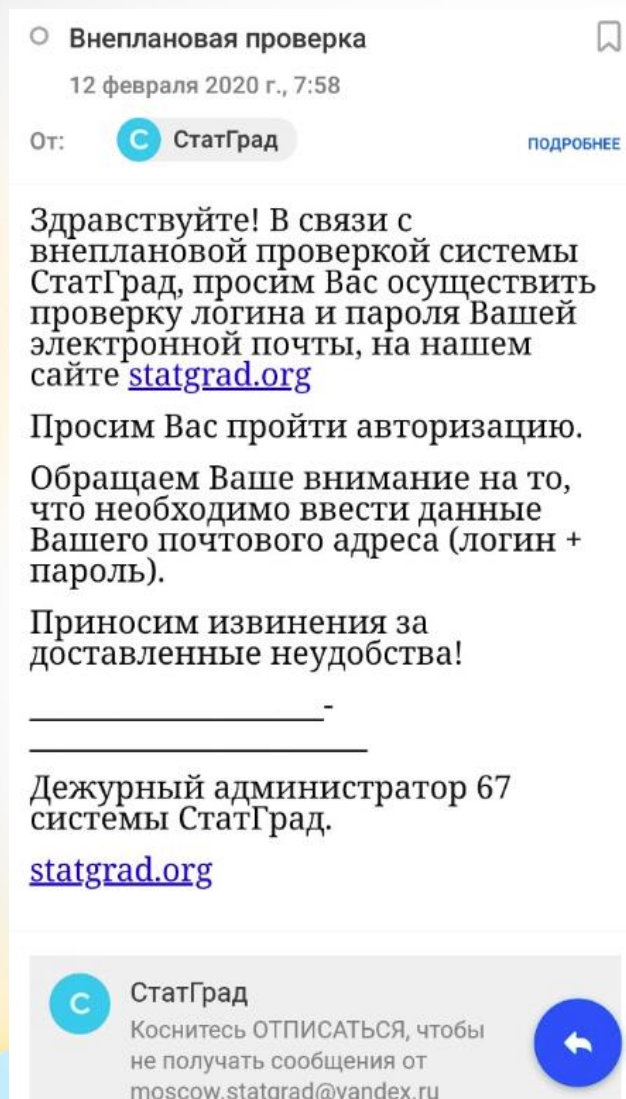 Внеплановая проверка
12 февраля 2020 г., 7:58
От: С СтатГрад ПОДРОБНЕЕ
Здравствуйте! В связи с
внеплановой проверкой системы
СтатГрад, просим Вас осуществить
проверку логина и пароля Вашей
электронной почты, на нашем
сайте statgrad.org
Просим Вас пройти авторизацию.
Обращаем Ваше внимание на то,
что необходимо ввести данные
Вашего почтового адреса (логин +
пароль).
Приносим извинения за
доставленные неудобства!
___________________-
______________________
Дежурный администратор 67
системы СтатГрад.
statgrad.org
С СтатГрад
Коснитесь ОТПИСАТЬСЯ, чтобы
не получать сообщения от
moscow.statgrad@yandex.ru